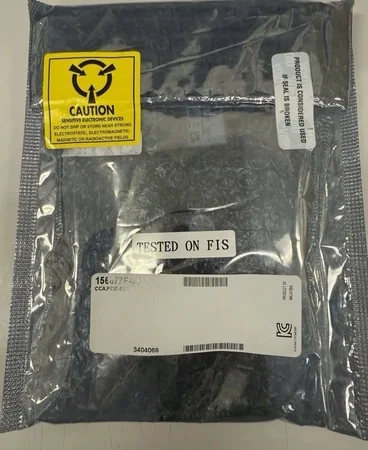 CAUTION
SENSITIVE ELECTRONIC DEVICES
DO NOT SHIP OR STORE NEAR STRONG
ELECTROSTATIC, ELECTROMAGNETIC,
MAGNETIC OR RADIOACTIVE FIELDS
PRODUCT IS CONSIDERED USED
IF SEAL IS BROKEN
TESTED ON FIS
3404066